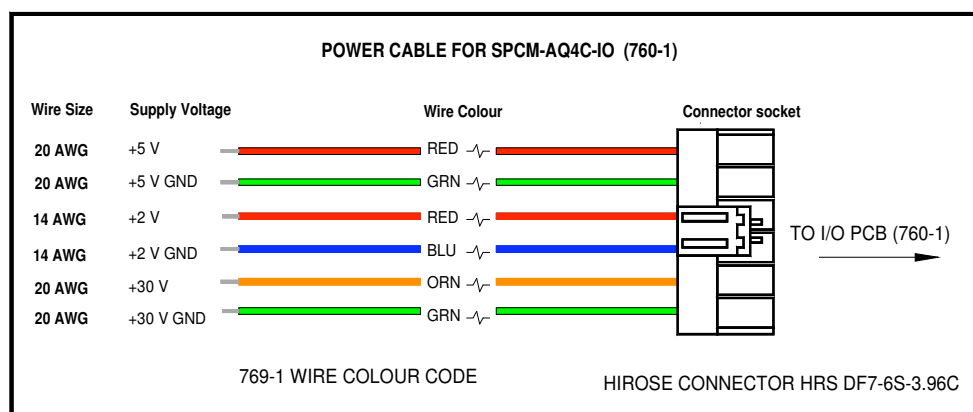 POWER CABLE FOR SPCM-AQ4C-IO (760-1)
Wire Size Supply Voltage Wire Colour Connector socket
20 AWG +5 V RED
20 AWG +5 V GND GRN
14 AWG +2 V RED
14 AWG +2 V GND BLU
20 AWG +30 V ORN
20 AWG +30 V GND GRN
TO I/O PCB (760-1)
769-1 WIRE COLOUR CODE
HIROSE CONNECTOR HRS DF7-6S-3.96C